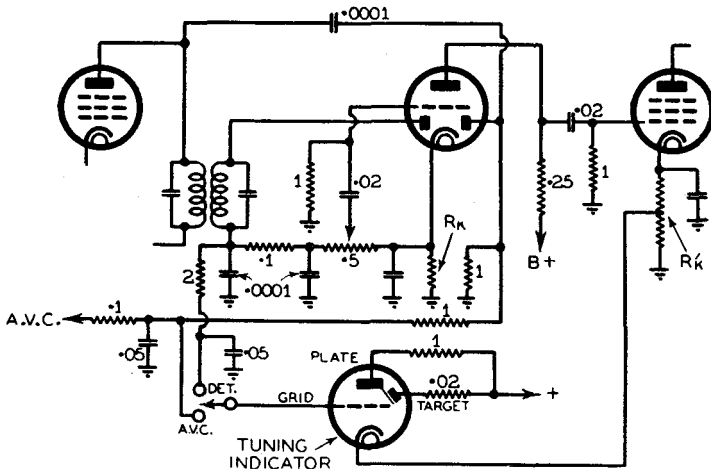 .0001
.02
1
.02
.25
1
B+
RK
R'K
.1
.5
1
2
.0001
A.V.C.
.1
1
.05
.05
PLATE
1
DET.
GRID
.02
TARGET
+
A.V.C.
TUNING
INDICATOR